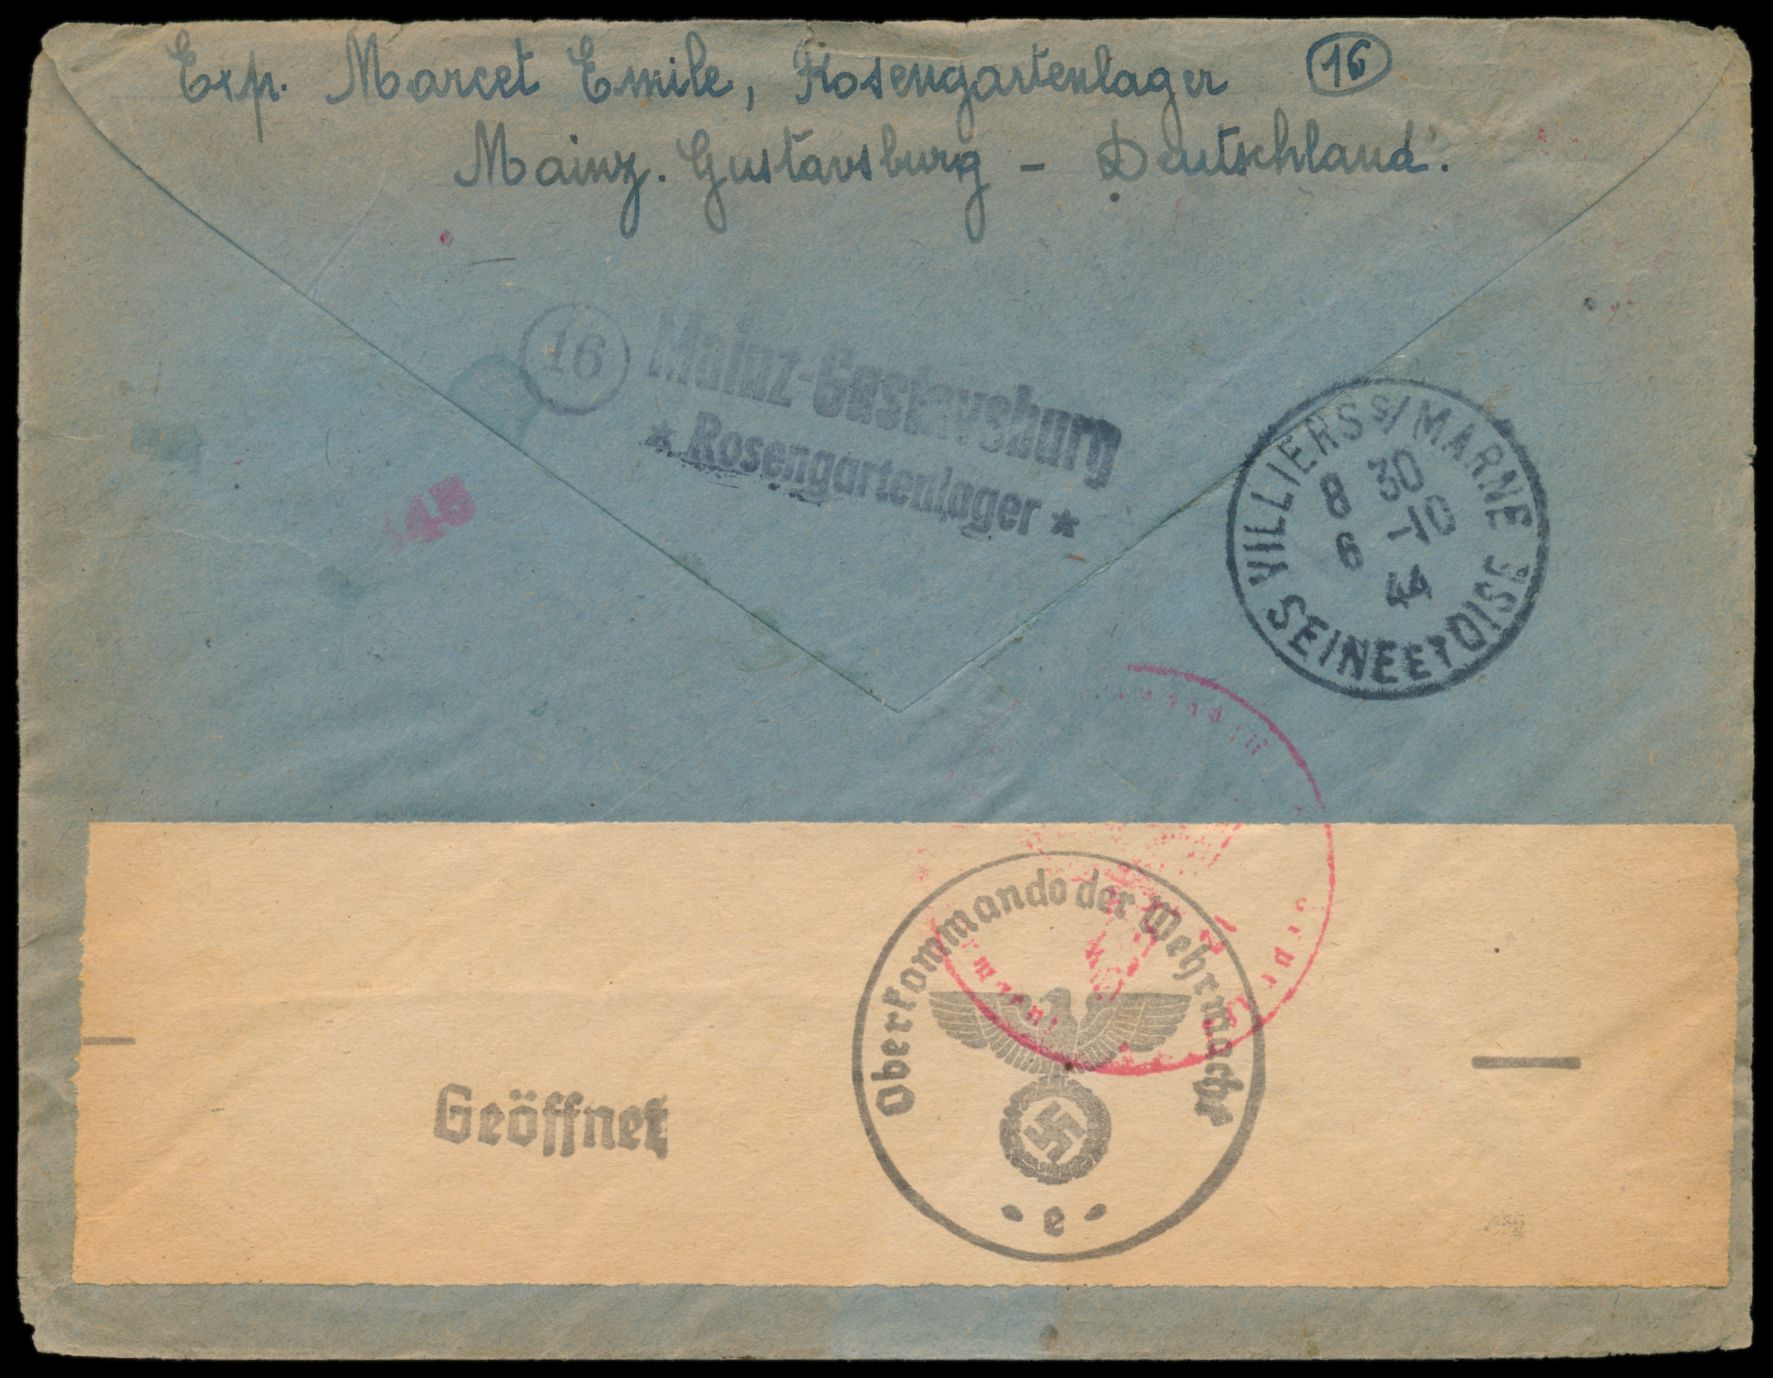 Exp. Marcet Emile, Rosengartenlager (16)
Mainz. Gustavsburg – Deutschland.
16 Mainz-Gustavsburg
* Rosengartenlager *
VILLIERS S/MARNE
8 30
6 -10
44
SEINE ET OISE
45
Geöffnet
Oberkommando der Wehrmacht
e